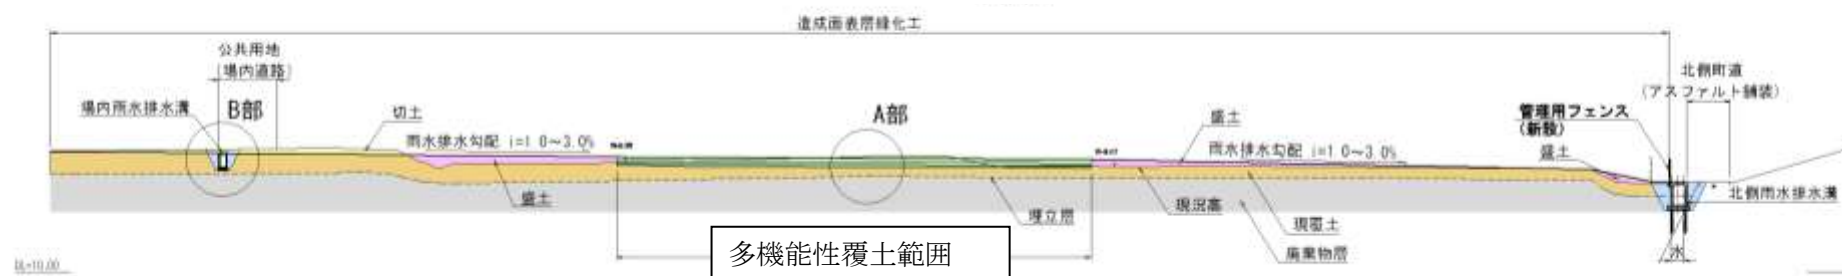 造成面表層緑化工
公共用地
(場内道路)
北側町道
(アスファルト舗装)
場内雨水排水溝
B部
切土
A部
盛土
管理用フェンス
(新設)
雨水排水勾配 i=1.0~3.0%
雨水排水勾配 i=1.0~3.0%
盛土
盛土
埋立層
現況高
現覆土
北側雨水排水溝
多機能性覆土範囲
廃棄物層
DL=10.00